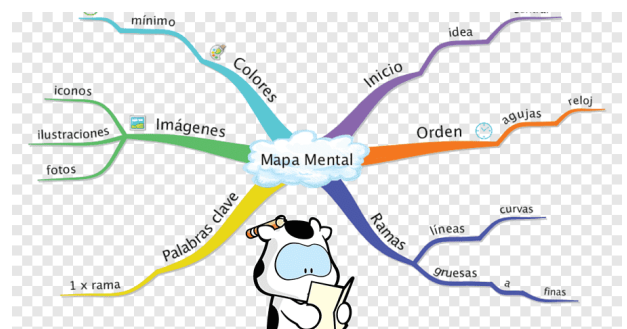 mínimo
Colores
iconos
Imágenes
ilustraciones
fotos
Palabras clave
1 x rama
Mapa Mental
Inicio
idea
Orden
agujas
reloj
Ramas
líneas
curvas
gruesas
a
finas